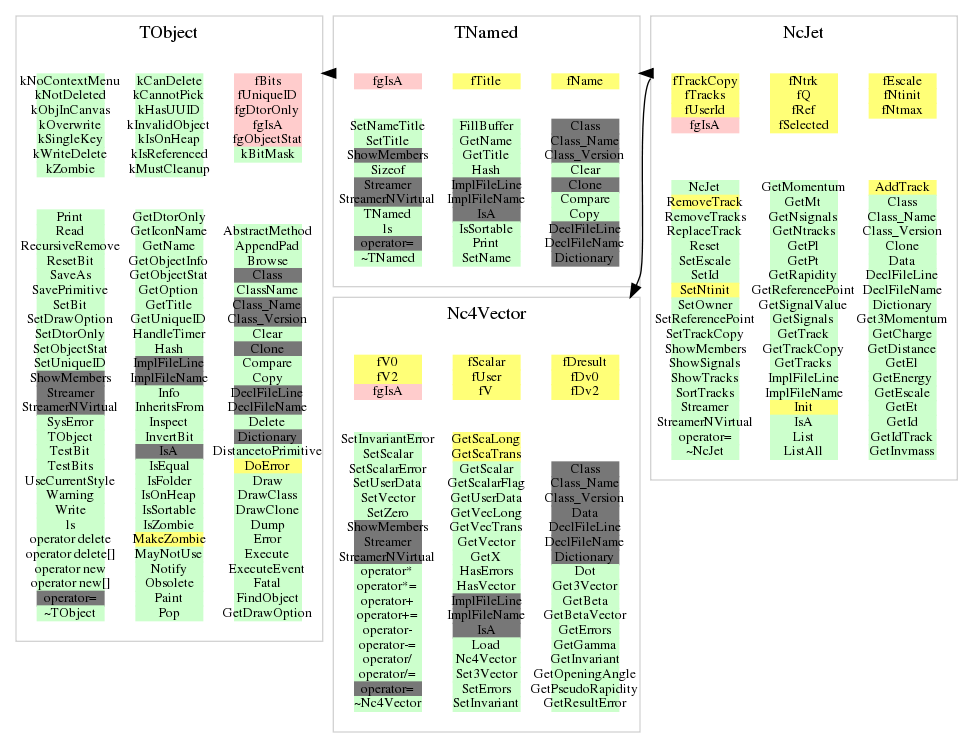 TObject
kNoContextMenu kCanDelete fBits
kNotDeleted kCannotPick fUniqueID
kObjInCanvas kHasUUID fgDtorOnly
kOverwrite kInvalidObject fgIsA
kSingleKey kIsOnHeap fgObjectStat
kWriteDelete kIsReferenced kBitMask
kZombie kMustCleanup
Print GetDtorOnly
Read GetIconName AbstractMethod
RecursiveRemove GetName AppendPad
ResetBit GetObjectInfo Browse
SaveAs GetObjectStat Class
SavePrimitive GetOption ClassName
SetBit GetTitle Class_Name
SetDrawOption GetUniqueID Class_Version
SetDtorOnly HandleTimer Clear
SetObjectStat Hash Clone
SetUniqueID ImplFileLine Compare
ShowMembers ImplFileName Copy
Streamer Info DeclFileLine
StreamerNVirtual InheritsFrom DeclFileName
SysError Inspect Delete
TObject InvertBit Dictionary
TestBit IsA DistancetoPrimitive
TestBits IsEqual DoError
UseCurrentStyle IsFolder Draw
Warning IsOnHeap DrawClass
Write IsSortable DrawClone
ls IsZombie Dump
operator delete MakeZombie Error
operator delete[] MayNotUse Execute
operator new Notify ExecuteEvent
operator new[] Obsolete Fatal
operator= Paint FindObject
~TObject Pop GetDrawOption
TNamed
fgIsA fTitle fName
SetNameTitle FillBuffer Class
SetTitle GetName Class_Name
ShowMembers GetTitle Class_Version
Sizeof Hash Clear
Streamer ImplFileLine Clone
StreamerNVirtual ImplFileName Compare
TNamed IsA Copy
ls IsSortable DeclFileLine
operator= Print DeclFileName
~TNamed SetName Dictionary
Nc4Vector
fV0 fScalar fDresult
fV2 fUser fDv0
fgIsA fV fDv2
SetInvariantError GetScaLong
SetScalar GetScaTrans
SetScalarError GetScalar Class
SetUserData GetScalarFlag Class_Name
SetVector GetUserData Class_Version
SetZero GetVecLong Data
ShowMembers GetVecTrans DeclFileLine
Streamer GetVector DeclFileName
StreamerNVirtual GetX Dictionary
operator* HasErrors Dot
operator*= HasVector Get3Vector
operator+ ImplFileLine GetBeta
operator+= ImplFileName GetBetaVector
operator- IsA GetErrors
operator-= Load GetGamma
operator/ Nc4Vector GetInvariant
operator/= Set3Vector GetOpeningAngle
operator= SetErrors GetPseudoRapidity
~Nc4Vector SetInvariant GetResultError
NcJet
fTrackCopy fNtrk fEscale
fTracks fQ fNtinit
fUserId fRef fNtmax
fgIsA fSelected
NcJet GetMomentum AddTrack
RemoveTrack GetMt Class
RemoveTracks GetNsignals Class_Name
ReplaceTrack GetNtracks Class_Version
Reset GetPl Clone
SetEscale GetPt Data
SetId GetRapidity DeclFileLine
SetNtinit GetReferencePoint DeclFileName
SetOwner GetSignalValue Dictionary
SetReferencePoint GetSignals Get3Momentum
SetTrackCopy GetTrack GetCharge
ShowMembers GetTrackCopy GetDistance
ShowSignals GetTracks GetEl
ShowTracks ImplFileLine GetEnergy
SortTracks ImplFileName GetEscale
Streamer Init GetEt
StreamerNVirtual IsA GetId
operator= List GetIdTrack
~NcJet ListAll GetInvmass